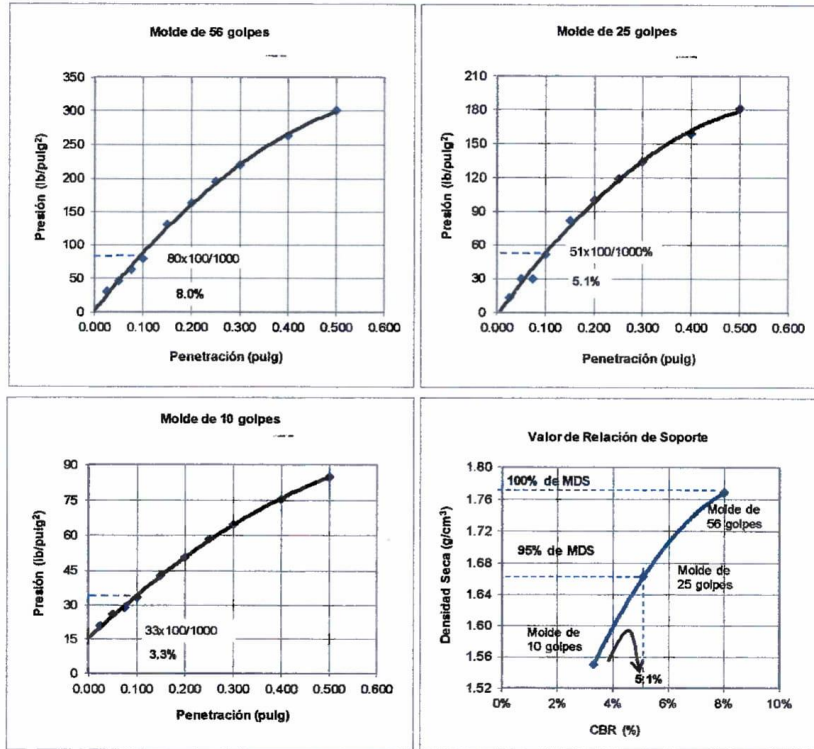 Molde de 56 golpes
Presión (lb/pulg²)
350
300
250
200
150
100
50
0
80x100/1000
8.0%
0.000 0.100 0.200 0.300 0.400 0.500 0.600
Penetración (pulg)
Molde de 25 golpes
Presión (lb/pulg²)
210
180
150
120
90
60
30
0
51x100/1000%
5.1%
0.000 0.100 0.200 0.300 0.400 0.500 0.600
Penetración (pulg)
Molde de 10 golpes
Presión (lb/pulg²)
90
75
60
45
30
15
0
33x100/1000
3,3%
0.000 0.100 0.200 0.300 0.400 0.500 0.600
Penetración (pulg)
Valor de Relación de Soporte
Densidad Seca (g/cm³)
1.80
1.76
1.72
1.68
1.64
1.60
1.56
1.52
100% de MDS
Molde de
56 golpes
95% de MDS
Molde de
25 golpes
Molde de
10 golpes
5.1%
0% 2% 4% 6% 8% 10%
CBR (%)